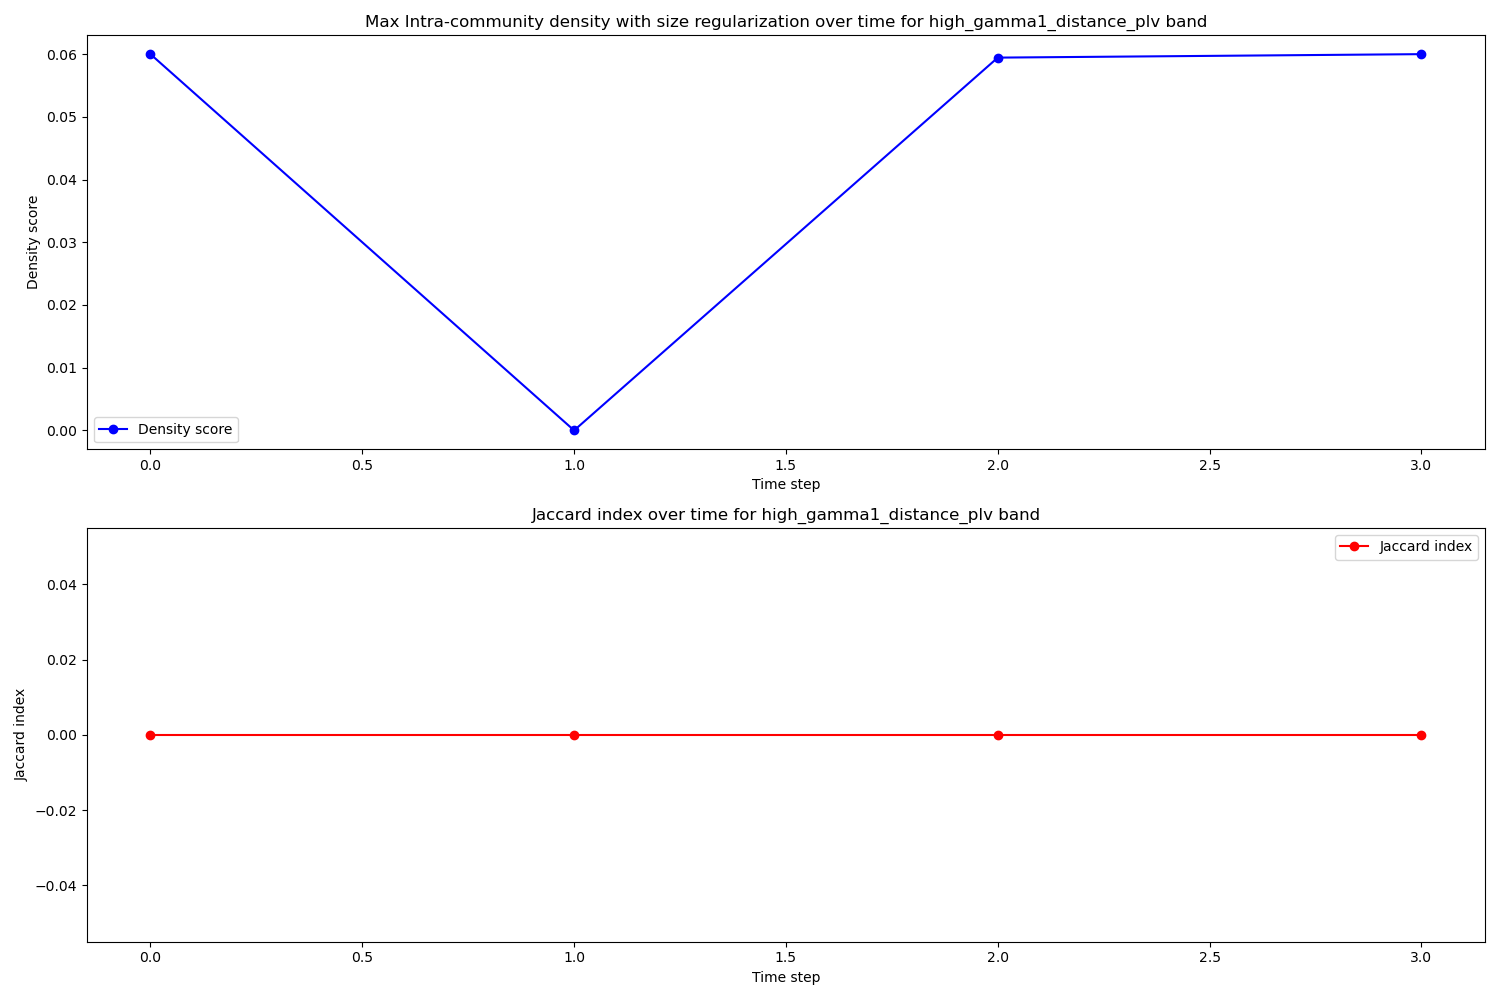 Max Intra-community density with size regularization over time for high_gamma1_distance_plv band
0.06
0.05
0.04
0.03
0.02
0.01
0.00
Density score
Density score
0.0 0.5 1.0 1.5 2.0 2.5 3.0
Time step
Jaccard index over time for high_gamma1_distance_plv band
Jaccard index
0.04
0.02
0.00
−0.02
−0.04
Jaccard index
0.0 0.5 1.0 1.5 2.0 2.5 3.0
Time step